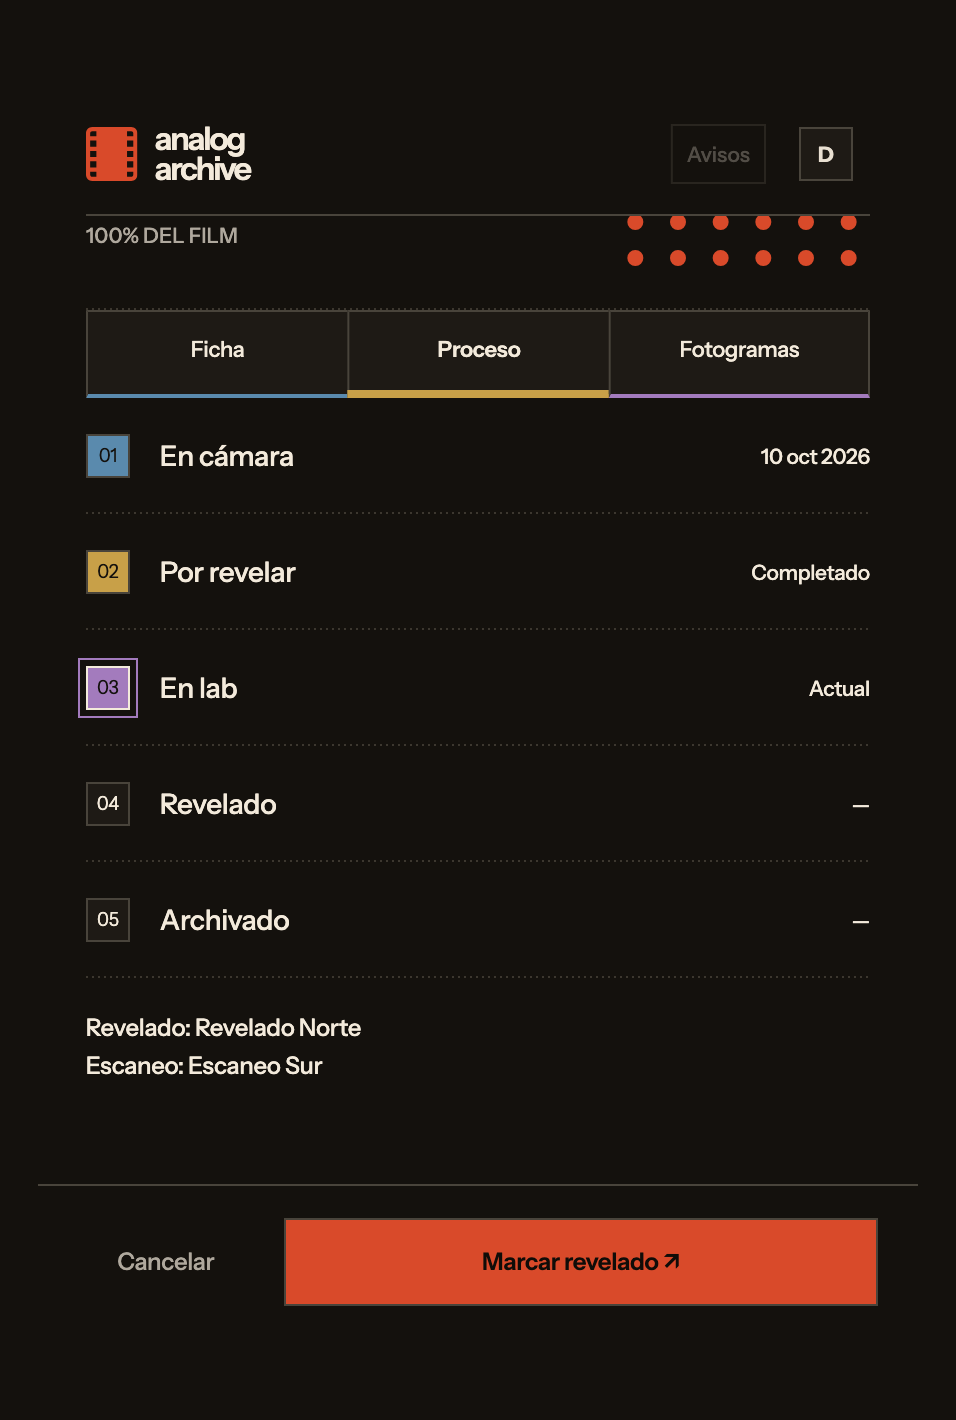 analog
archive
Avisos
D
100% DEL FILM
Ficha
Proceso
Fotogramas
01
En cámara
10 oct 2026
02
Por revelar
Completado
03
En lab
Actual
04
Revelado
—
05
Archivado
—
Revelado: Revelado Norte
Escaneo: Escaneo Sur
Cancelar
Marcar revelado ↗